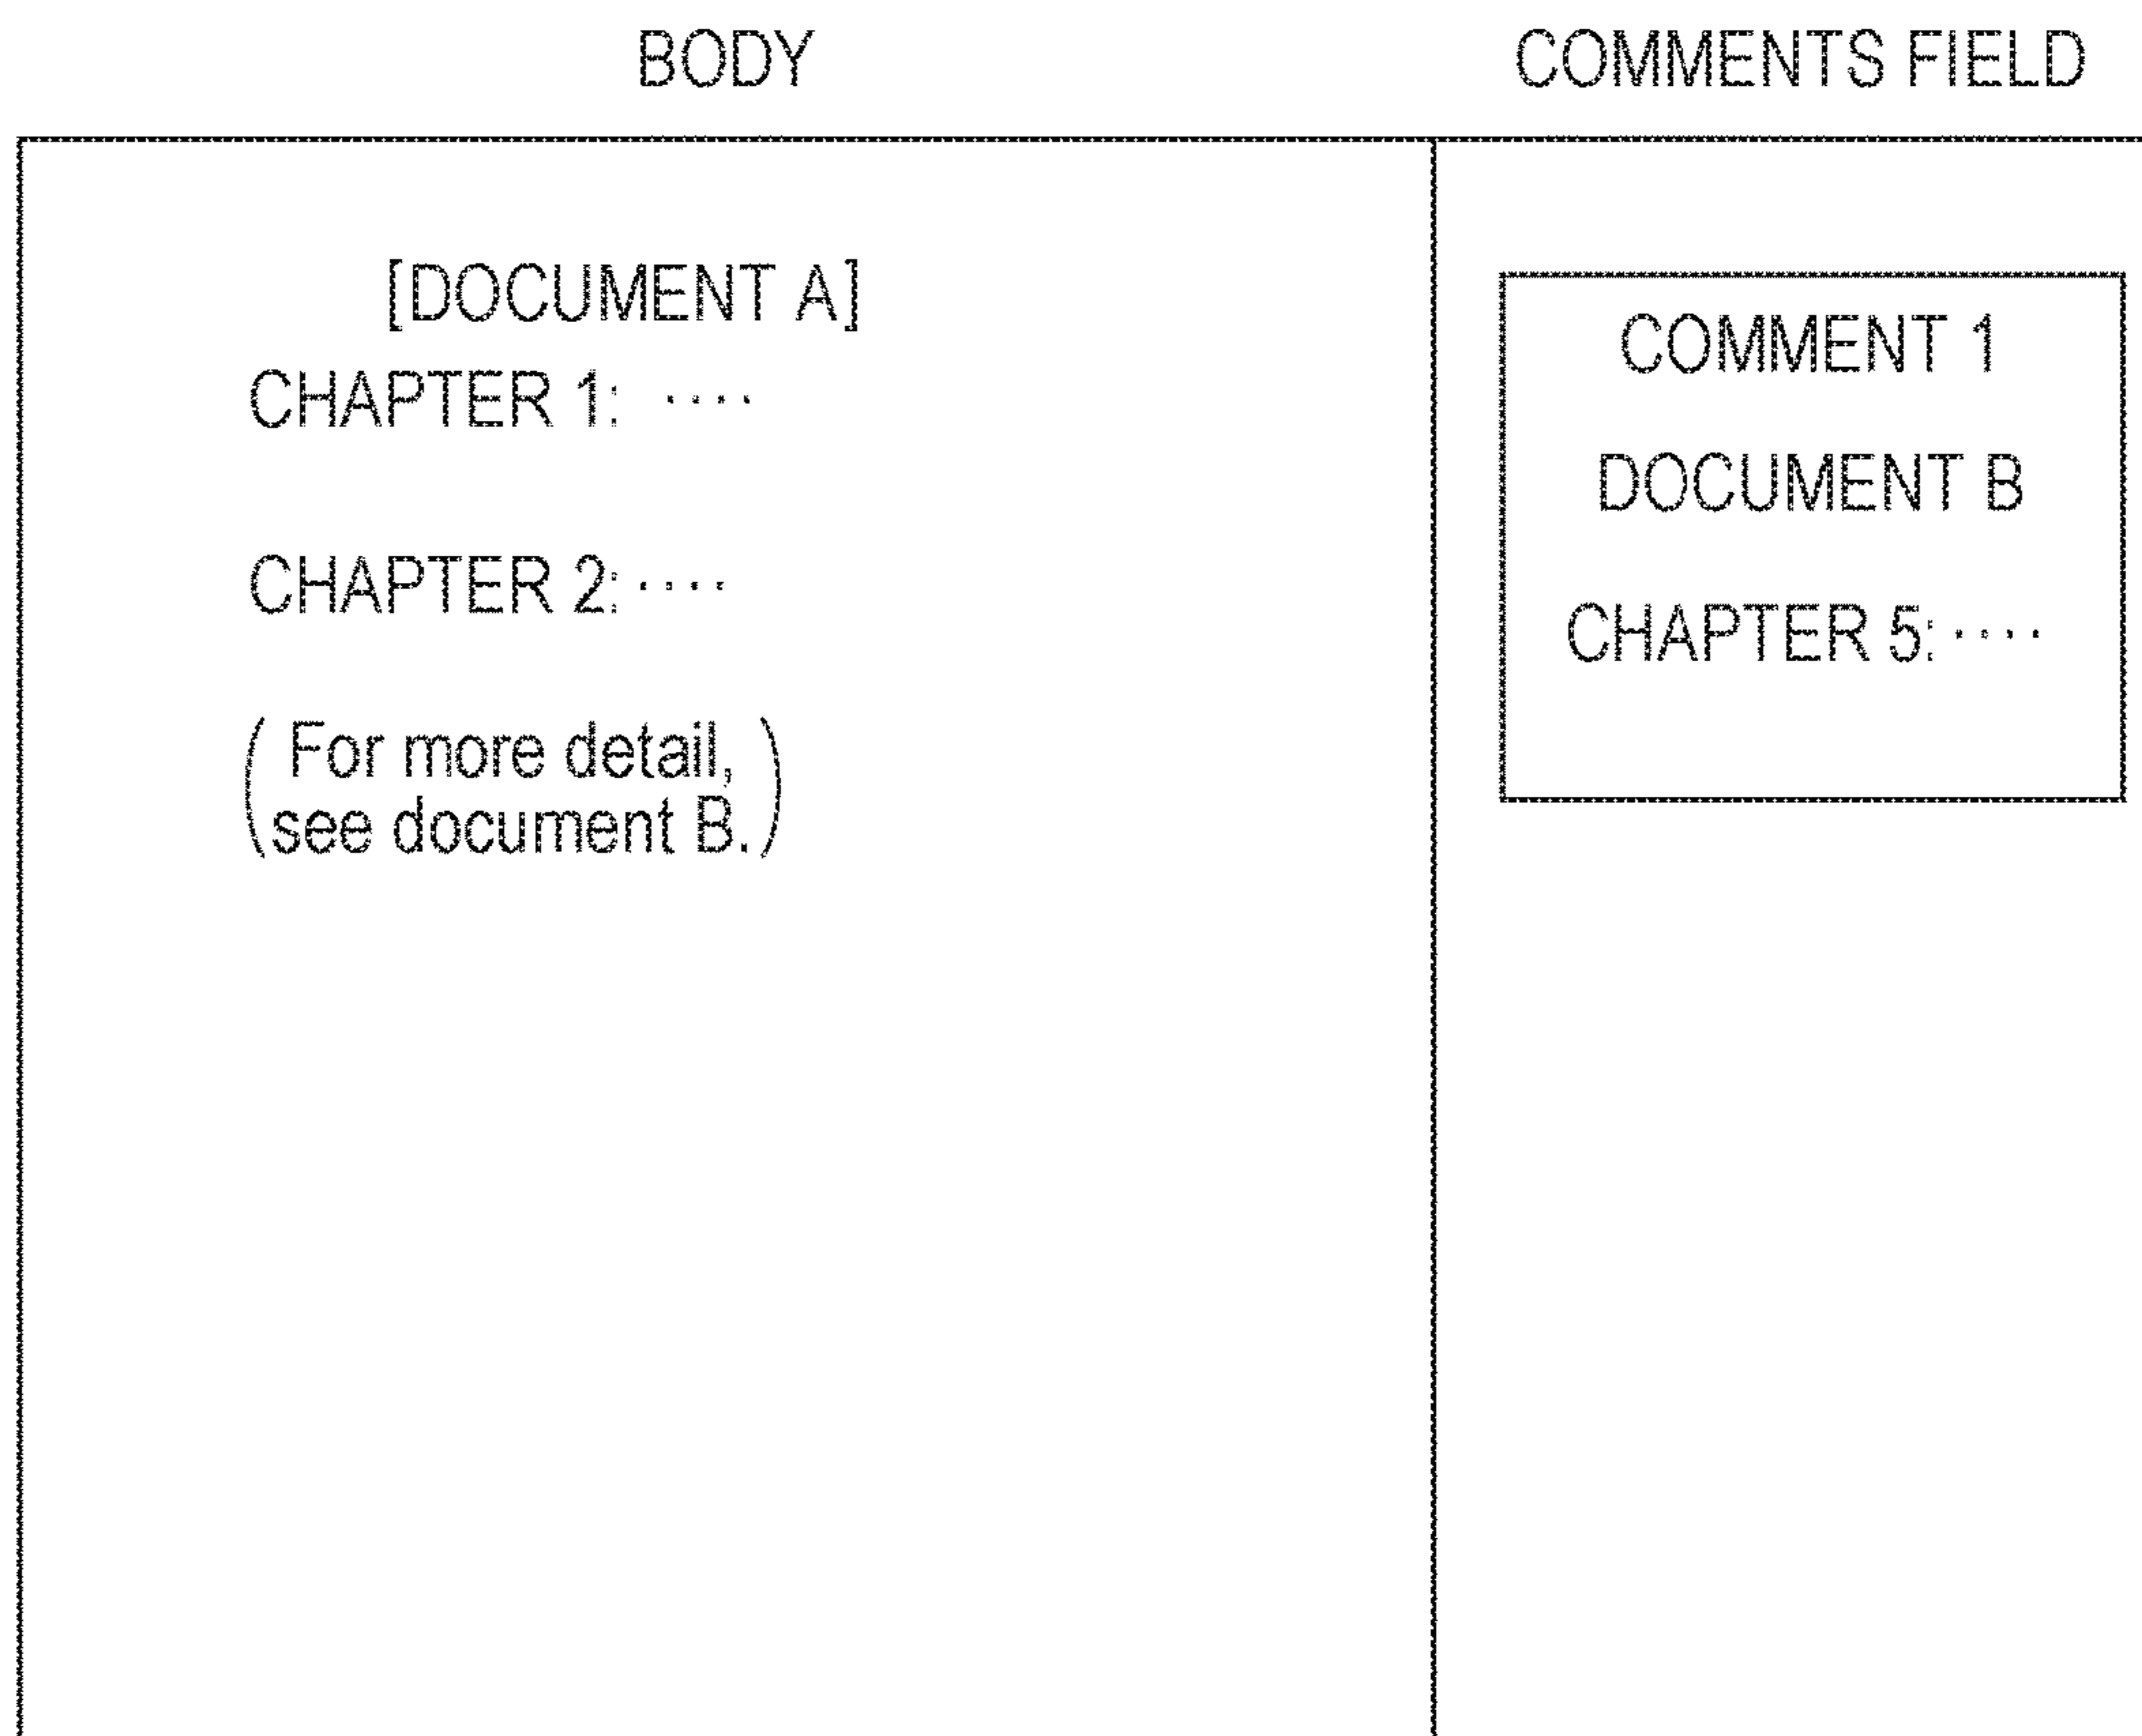 BODY
COMMENTS FIELD
[DOCUMENT A]
CHAPTER 1: ····
CHAPTER 2: ····
( For more detail,
see document B. )
COMMENT 1
DOCUMENT B
CHAPTER 5: ····